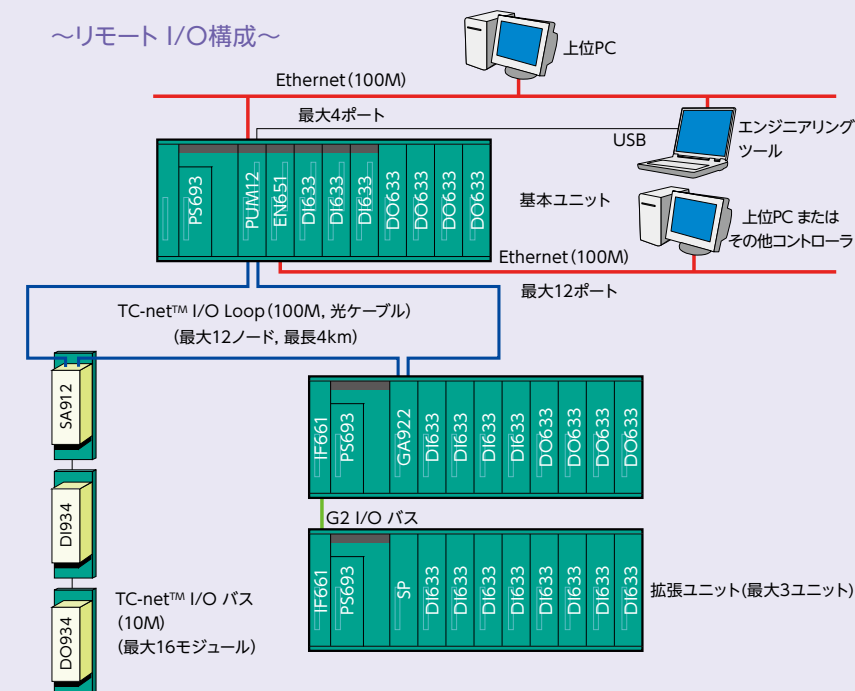 ～リモート I/O構成～
上位PC
Ethernet(100M)
最大4ポート
USB
エンジニアリング
ツール
PS693
PUM12
EN651
DI633
DI633
DI633
DO633
DO633
DO633
DO633
基本ユニット
上位PC または
その他コントローラ
Ethernet(100M)
最大12ポート
TC-net™ I/O Loop(100M, 光ケーブル)
(最大12ノード, 最長4km)
SA912
DI934
DO934
TC-net™ I/O バス
(10M)
(最大16モジュール)
IF661
PS693
GA922
DI633
DI633
DI633
DI633
DO633
DO633
DO633
DO633
G2 I/O バス
IF661
PS693
SP
DI633
DI633
DI633
DI633
DI633
DI633
DI633
DI633
拡張ユニット(最大3ユニット)